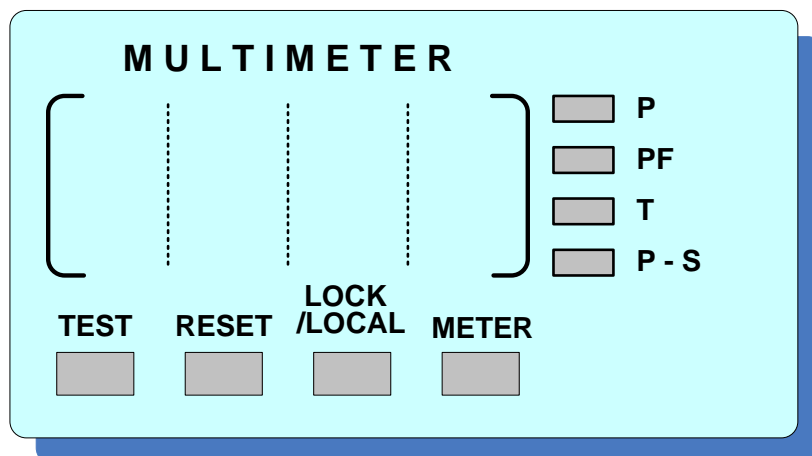 MULTIMETER
P
PF
T
P - S
TEST
RESET
LOCK
/LOCAL
METER